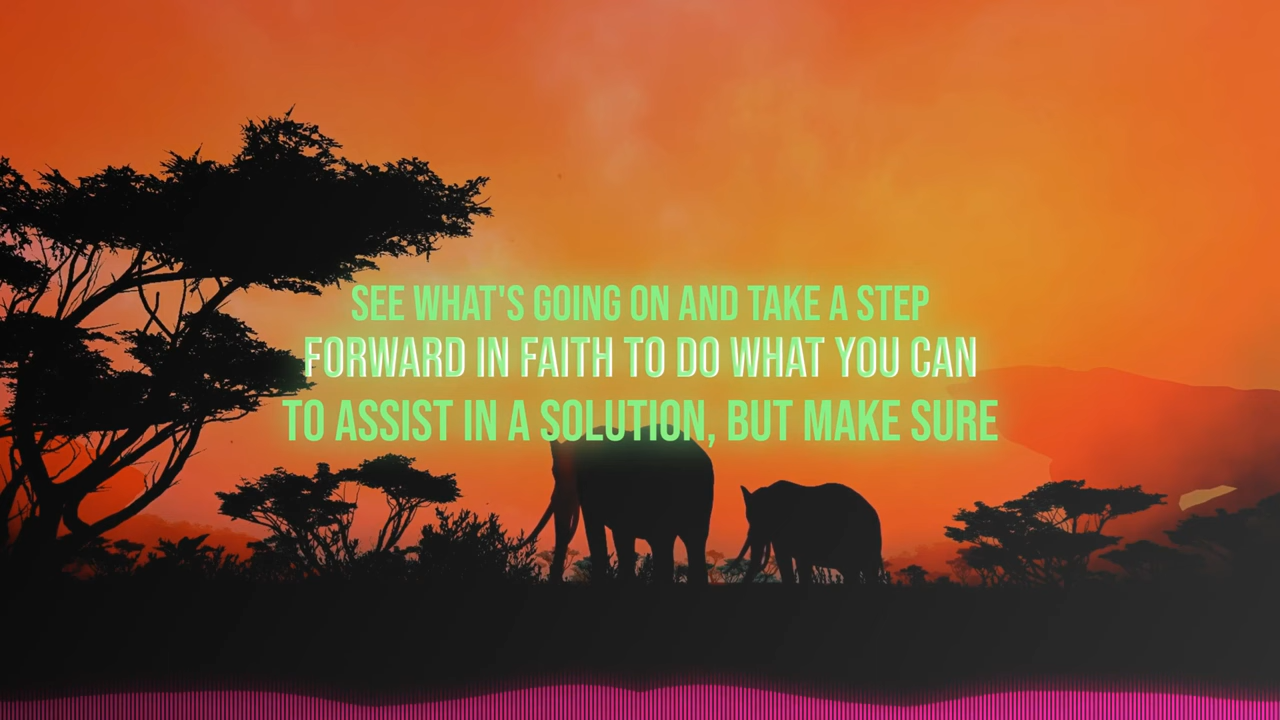 SEE WHAT'S GOING ON AND TAKE A STEP
FORWARD IN FAITH TO DO WHAT YOU CAN
TO ASSIST IN A SOLUTION, BUT MAKE SURE